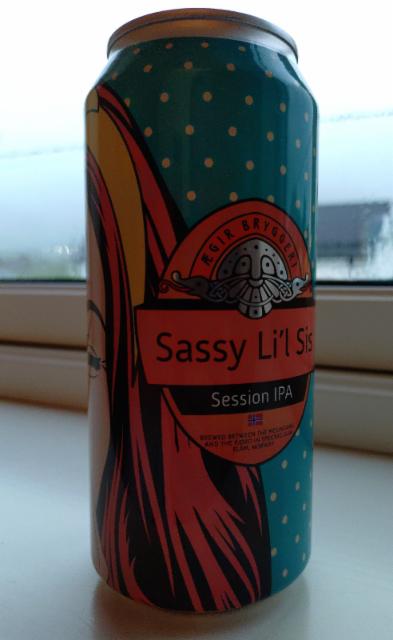 ÆGIR BRYGGERI
Sassy Li'l Sis
Session IPA
BREWED BETWEEN THE MOUNTAINS
AND THE FJORD IN SPECTACULAR
FLÅM, NORWAY